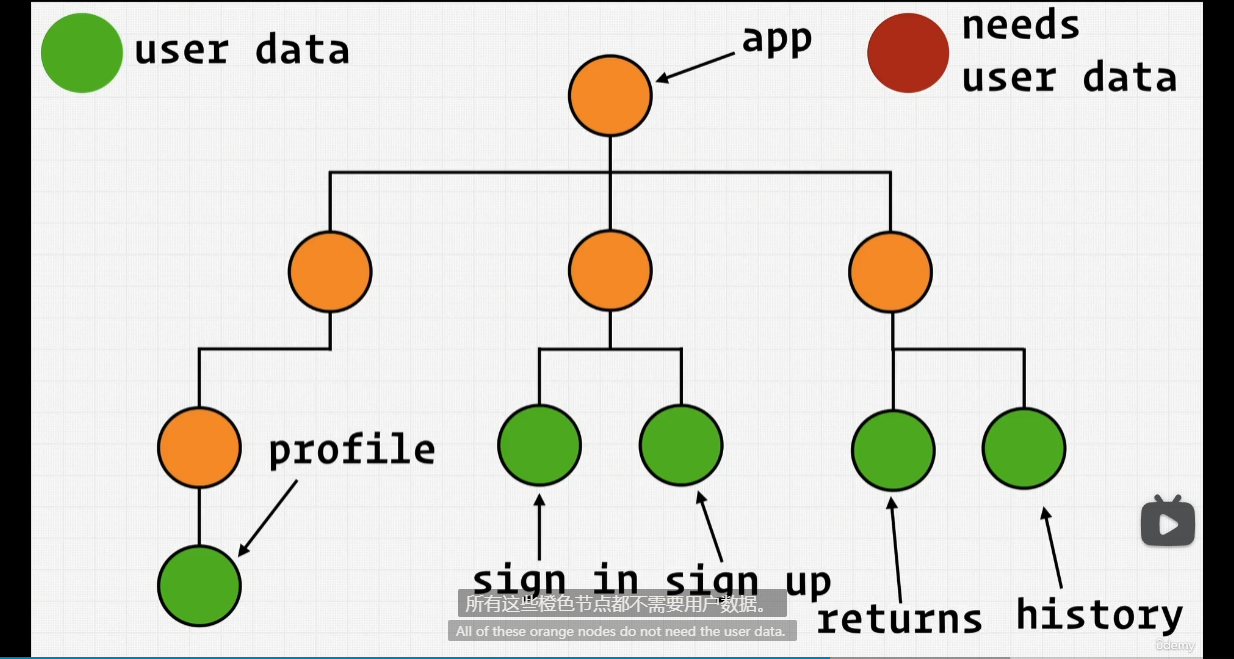 user data
app
needs
user data
profile
sign in
sign up
returns
history
所有这些橙色节点都不需要用户数据。
All of these orange nodes do not need the user data.
ûdemy